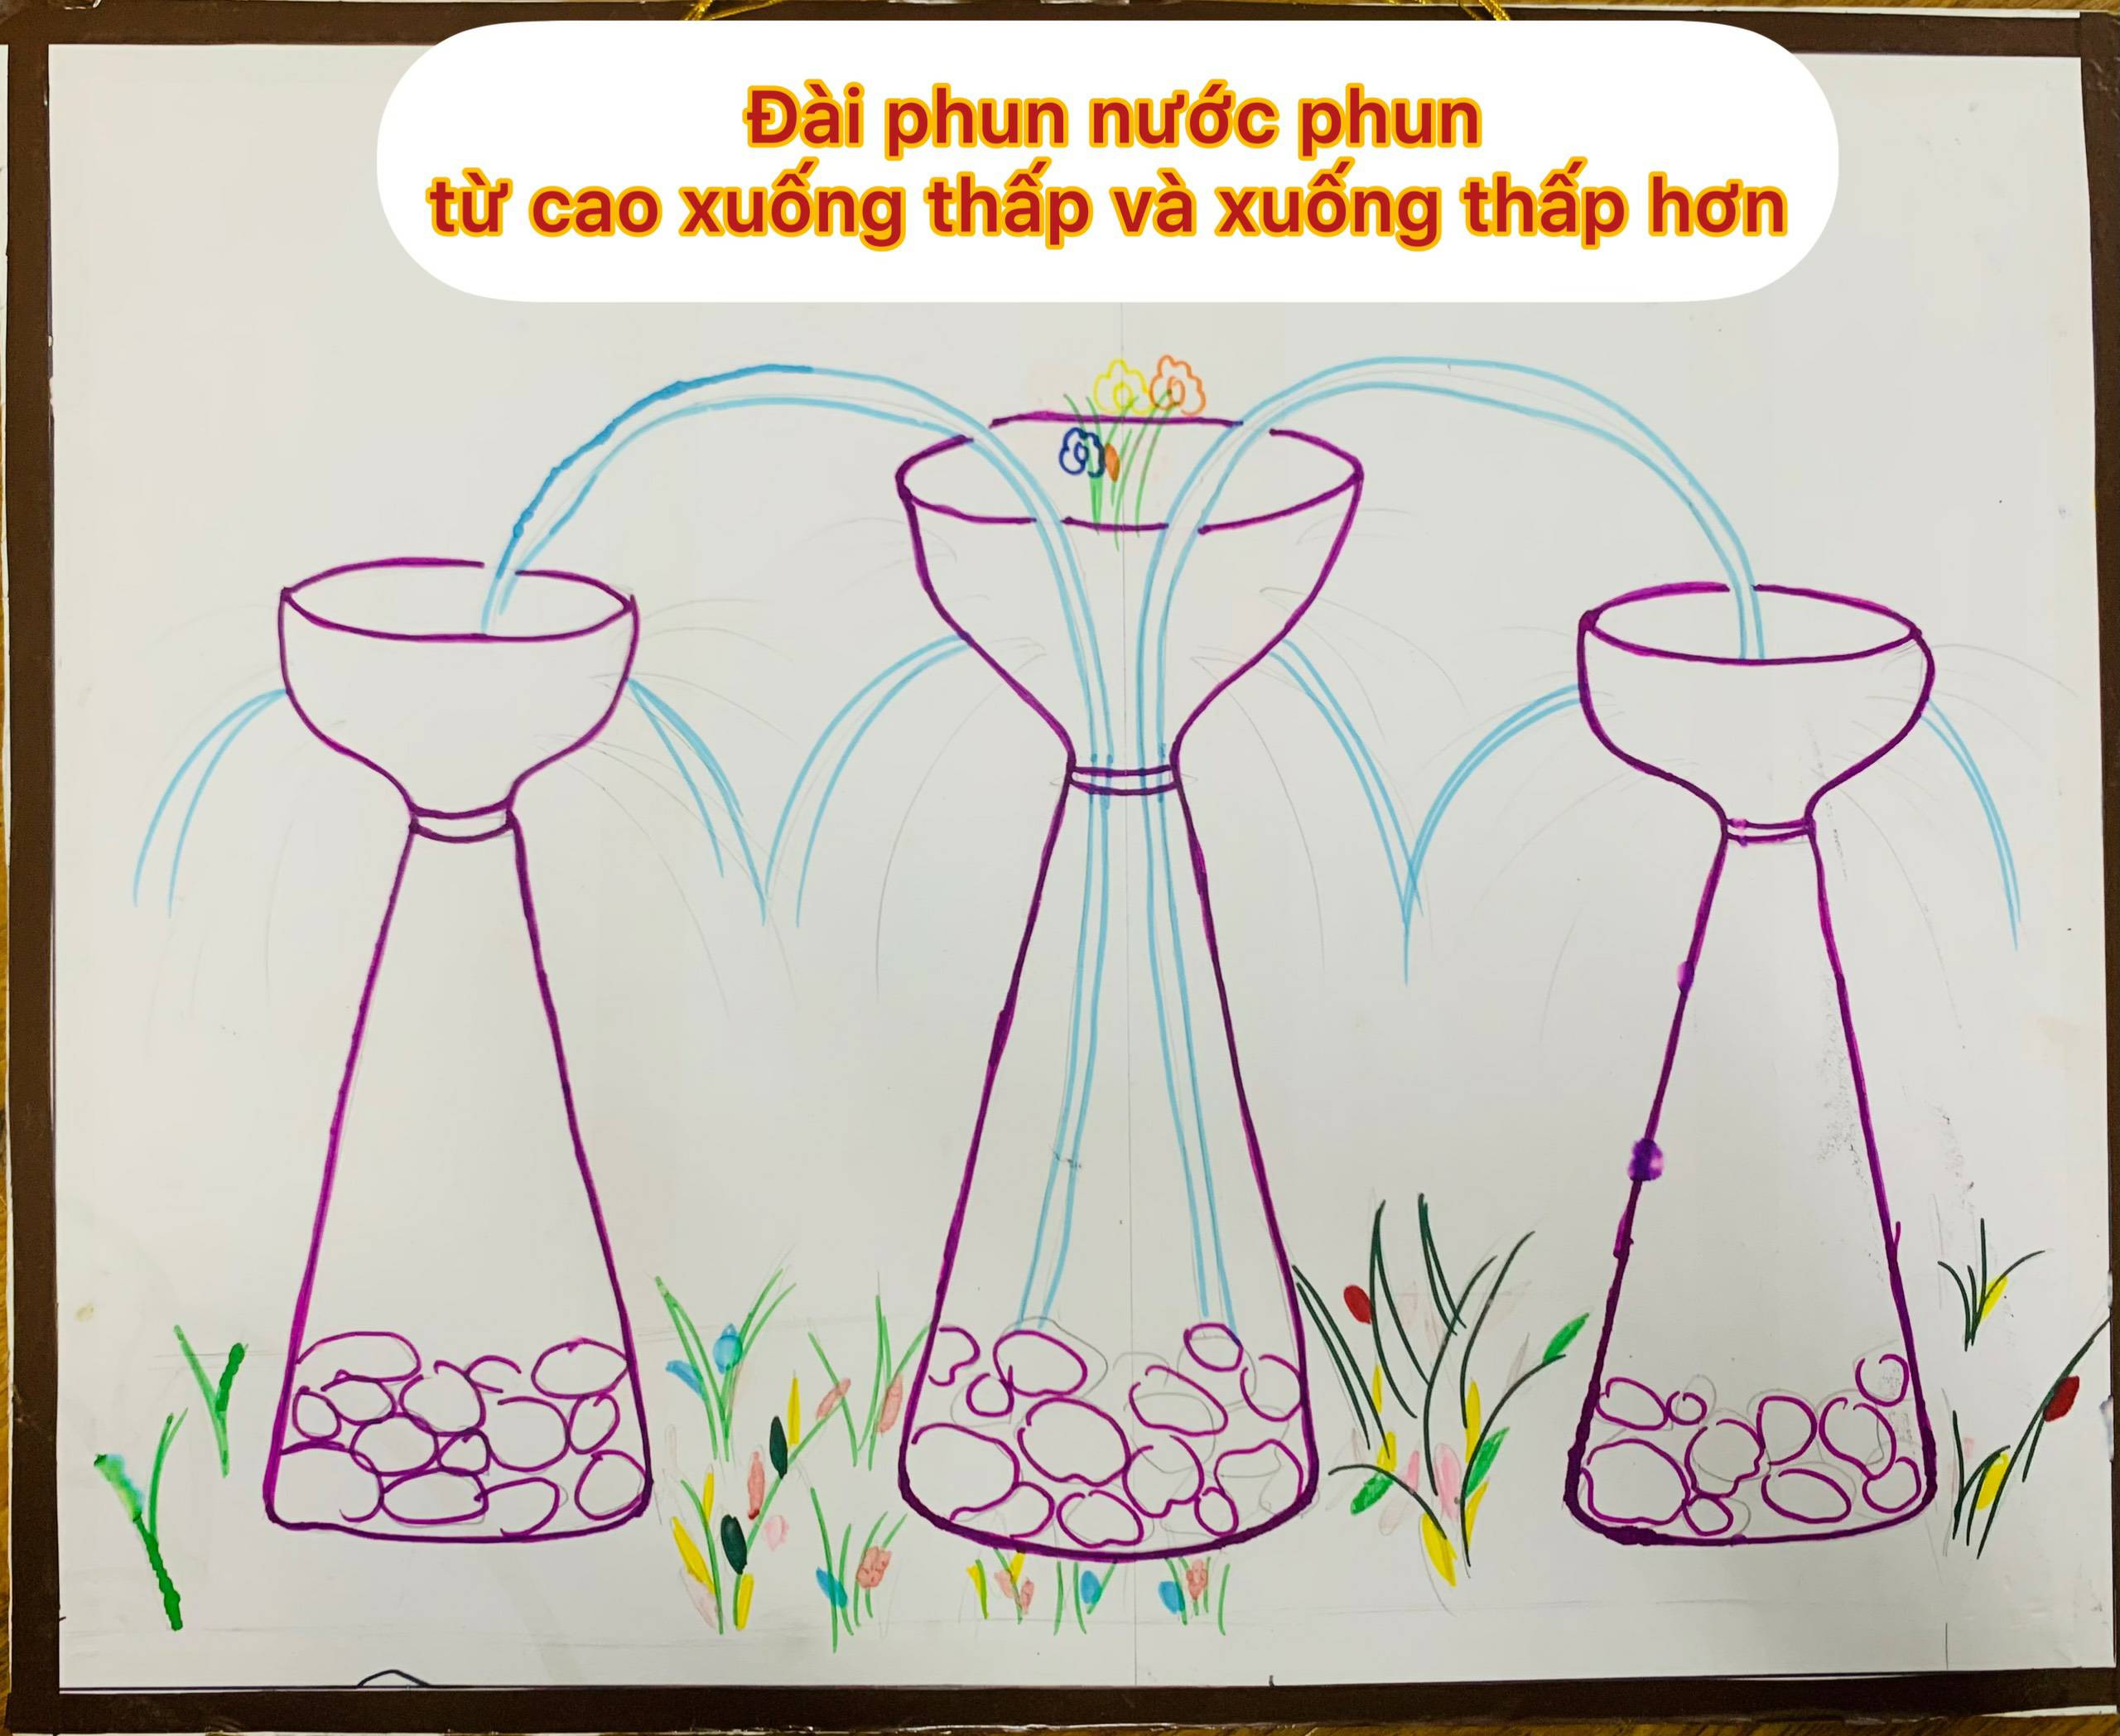 Đài phun nước phun
từ cao xuống thấp và xuống thấp hơn